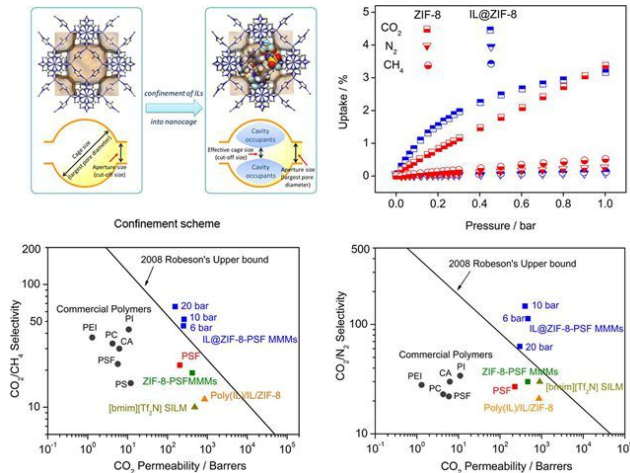 confinement of ILs
into nanocage
Cage size
(largest pore diameter)
Aperture size
(cut-off size)
Cavity
occupants
Effective cage size
(cut-off size)
Cavity
occupants
Aperture size
(largest pore
diameter)
Confinement scheme
ZIF-8 IL@ZIF-8
CO2
N2
CH4
Uptake / %
5
4
3
2
1
0
0.0 0.2 0.4 0.6 0.8 1.0
Pressure / bar
CO2/CH4 Selectivity
200
100
50
10
2008 Robeson's Upper bound
20 bar
10 bar
6 bar
IL@ZIF-8-PSF MMMs
Commercial Polymers
PI
PEI
PC
CA
PSF
PS
PSF
ZIF-8-PSFMMMs
Poly(IL)/IL/ZIF-8
[bmim][Tf2N] SILM
10-1 100 101 102 103 104 105
CO2 Permeability / Barrers
CO2/N2 Selectivity
500
100
10
2008 Robeson's Upper bound
10 bar
6 bar
IL@ZIF-8-PSF MMMs
20 bar
Commercial Polymers
PI
CA
PEI
PC
PSF
ZIF-8-PSF MMMs
PSF
[bmim][Tf2N] SILM
Poly(IL)/IL/ZIF-8
10-1 100 101 102 103 104 105
CO2 Permeability / Barrers